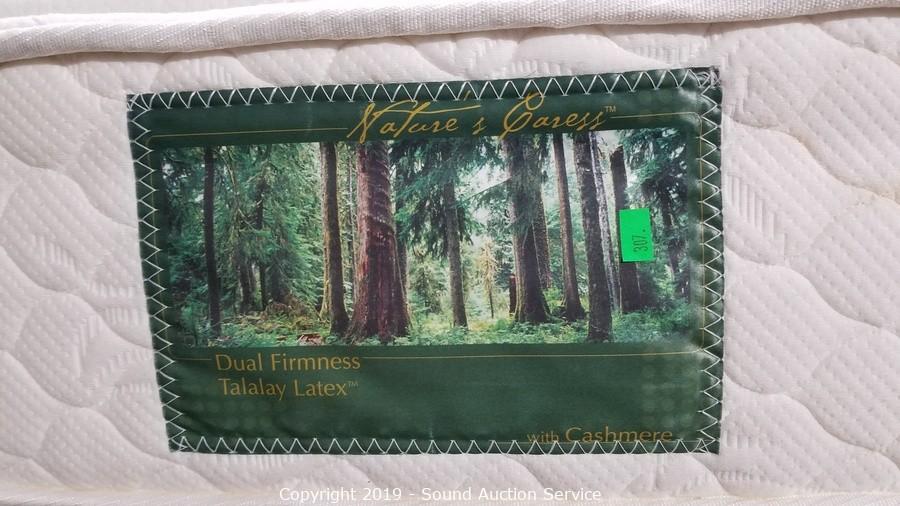 Nature's Caress™
307.
Dual Firmness
Talalay Latex™
with Cashmere
Copyright 2019 - Sound Auction Service